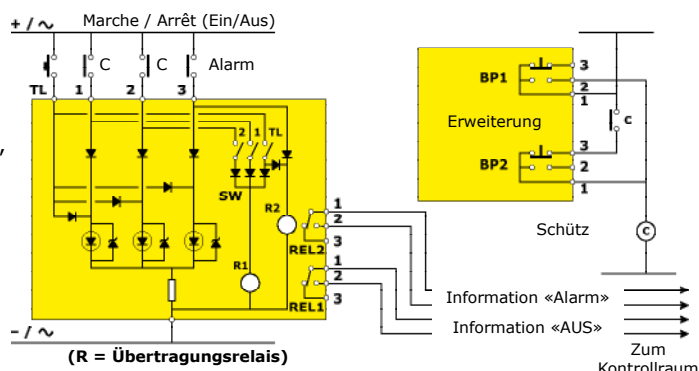 + / ∿ Marche / Arrêt (Ein/Aus)
C C Alarm
TL 1 2 3
2 1 TL
SW
R2
R1
1
2
3
REL2
1
2
3
REL1
− / ∿
(R = Übertragungsrelais)
BP1
3
2
1
Erweiterung
C
BP2
3
2
1
Schütz
C
Information «Alarm»
Information «AUS»
Zum
Kontrollraum